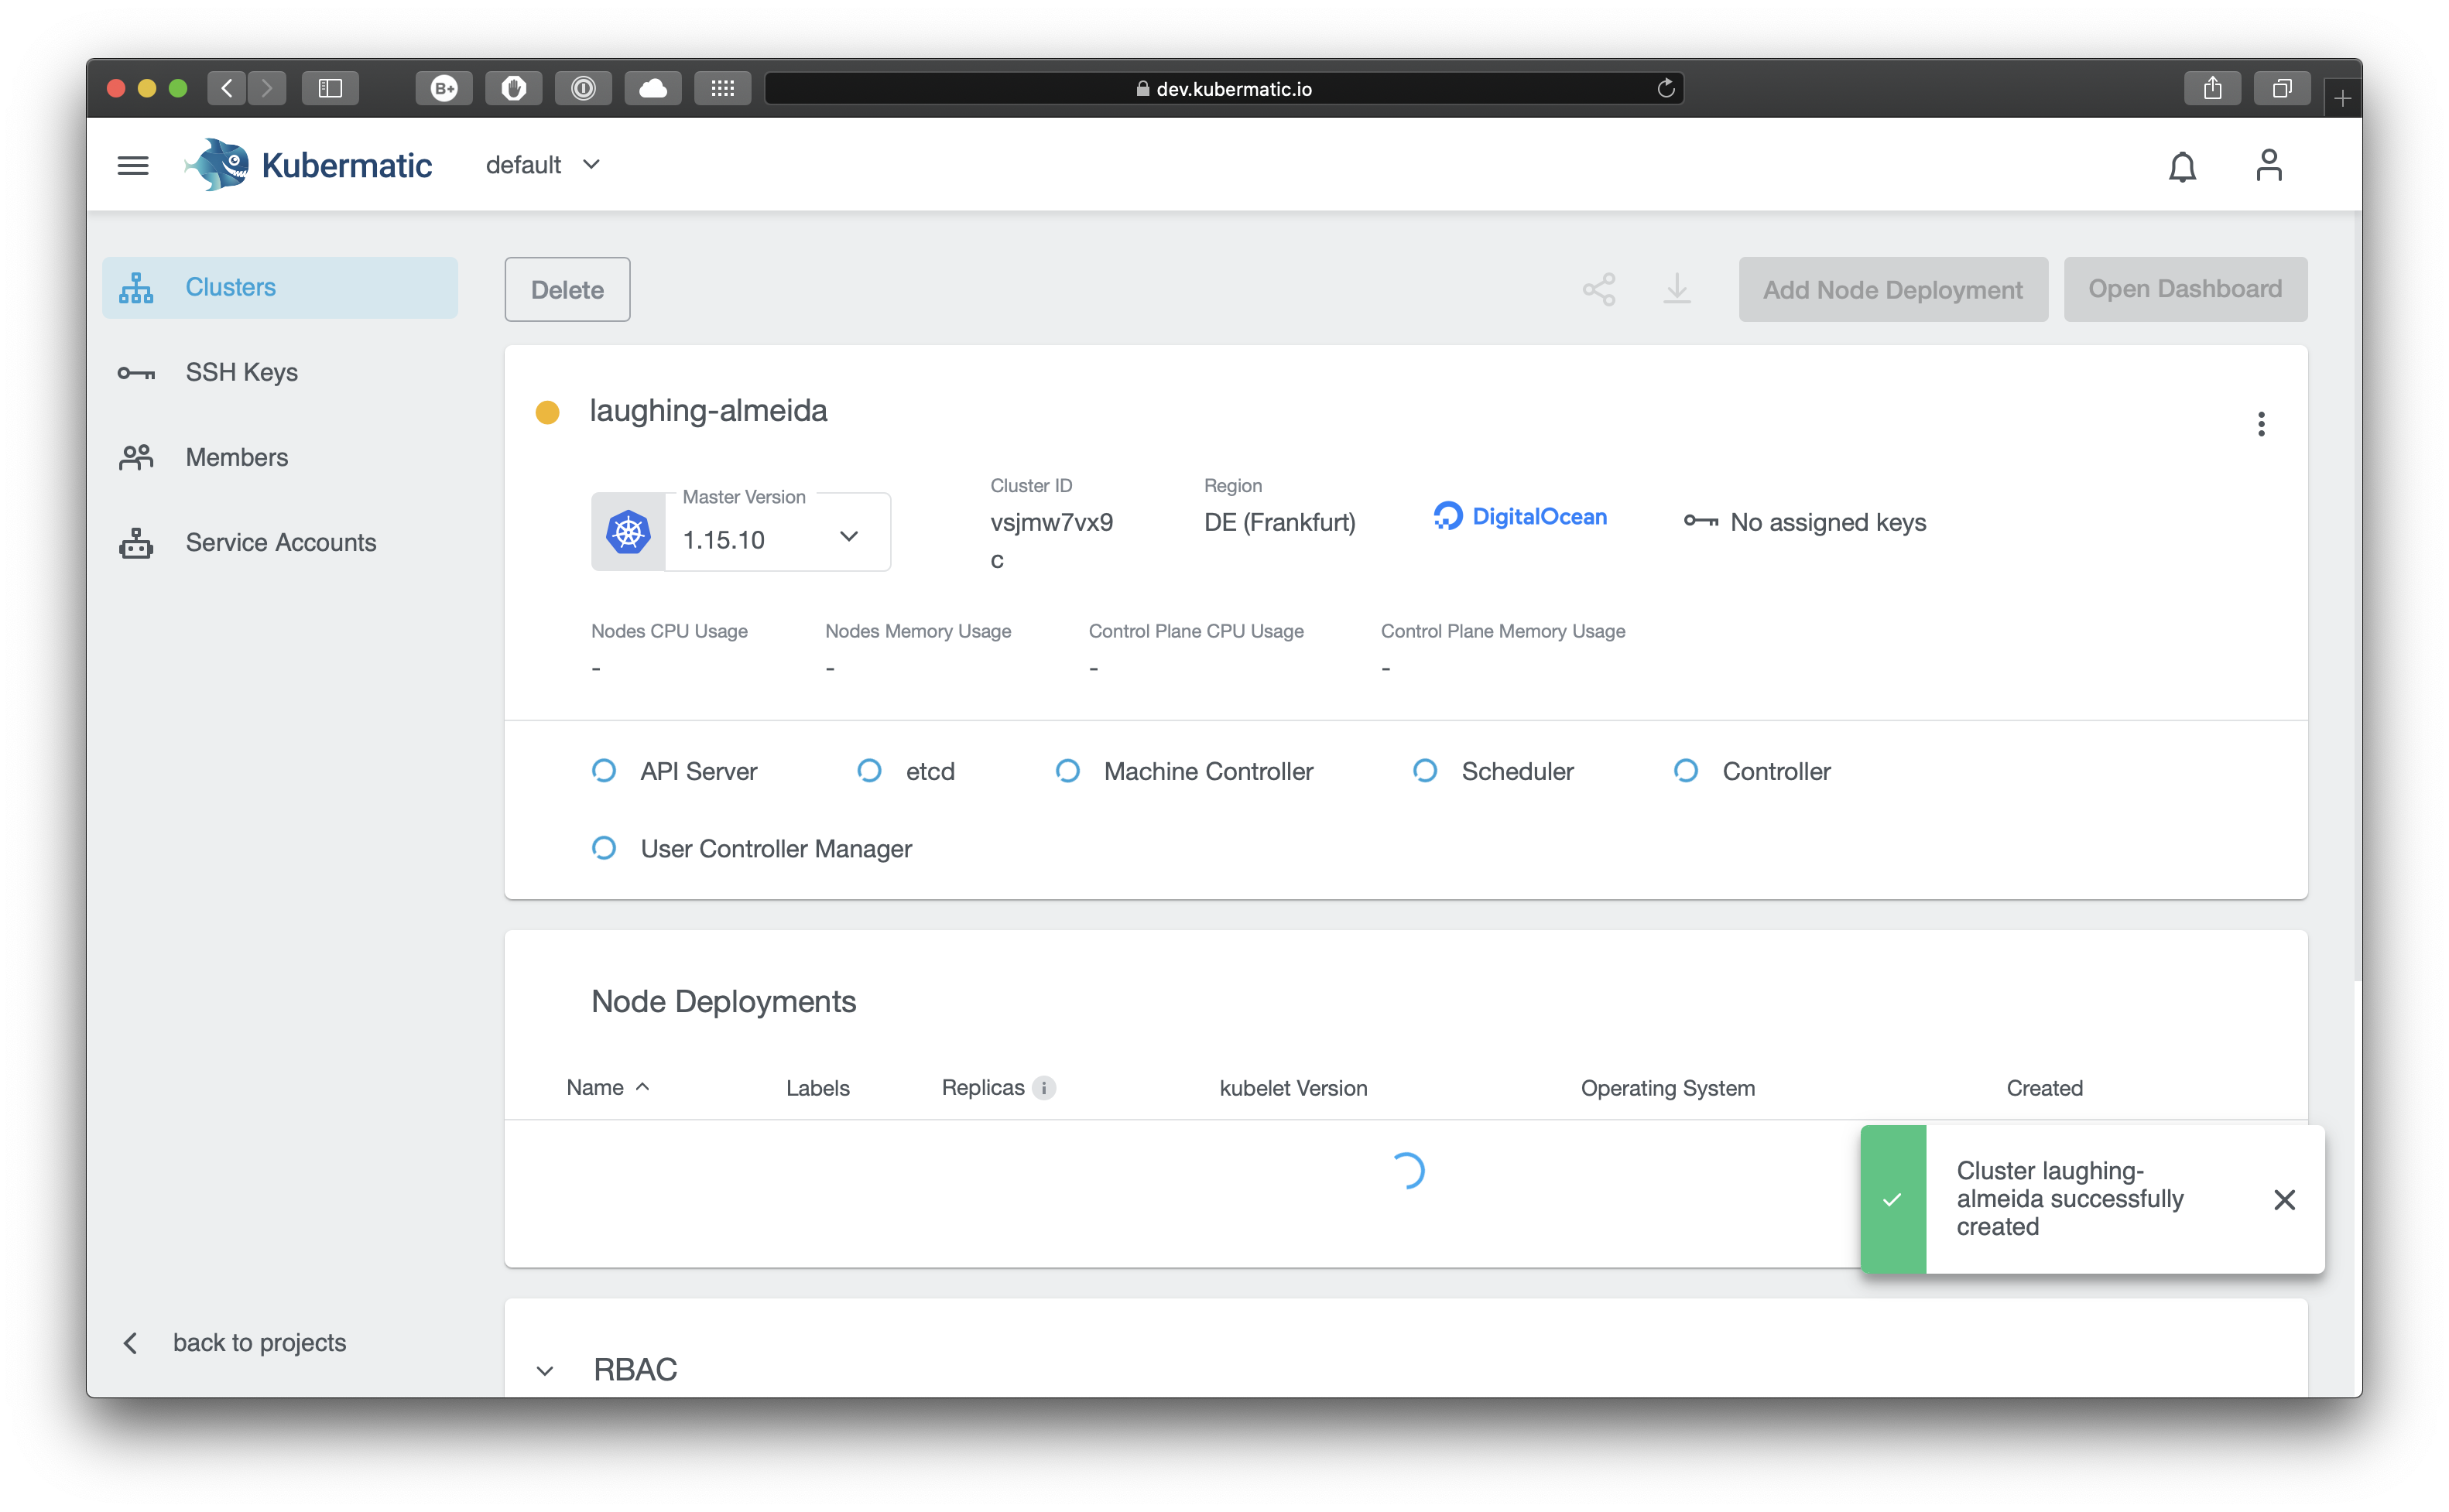 B+
dev.kubermatic.io
Kubermatic
default
Clusters
SSH Keys
Members
Service Accounts
back to projects
Delete
Add Node Deployment
Open Dashboard
laughing-almeida
Master Version
1.15.10
Cluster ID
vsjmw7vx9
c
Region
DE (Frankfurt)
DigitalOcean
No assigned keys
Nodes CPU Usage
-
Nodes Memory Usage
-
Control Plane CPU Usage
-
Control Plane Memory Usage
-
API Server
etcd
Machine Controller
Scheduler
Controller
User Controller Manager
Node Deployments
Name
Labels
Replicas i
kubelet Version
Operating System
Created
Cluster laughing-
almeida successfully
created
RBAC